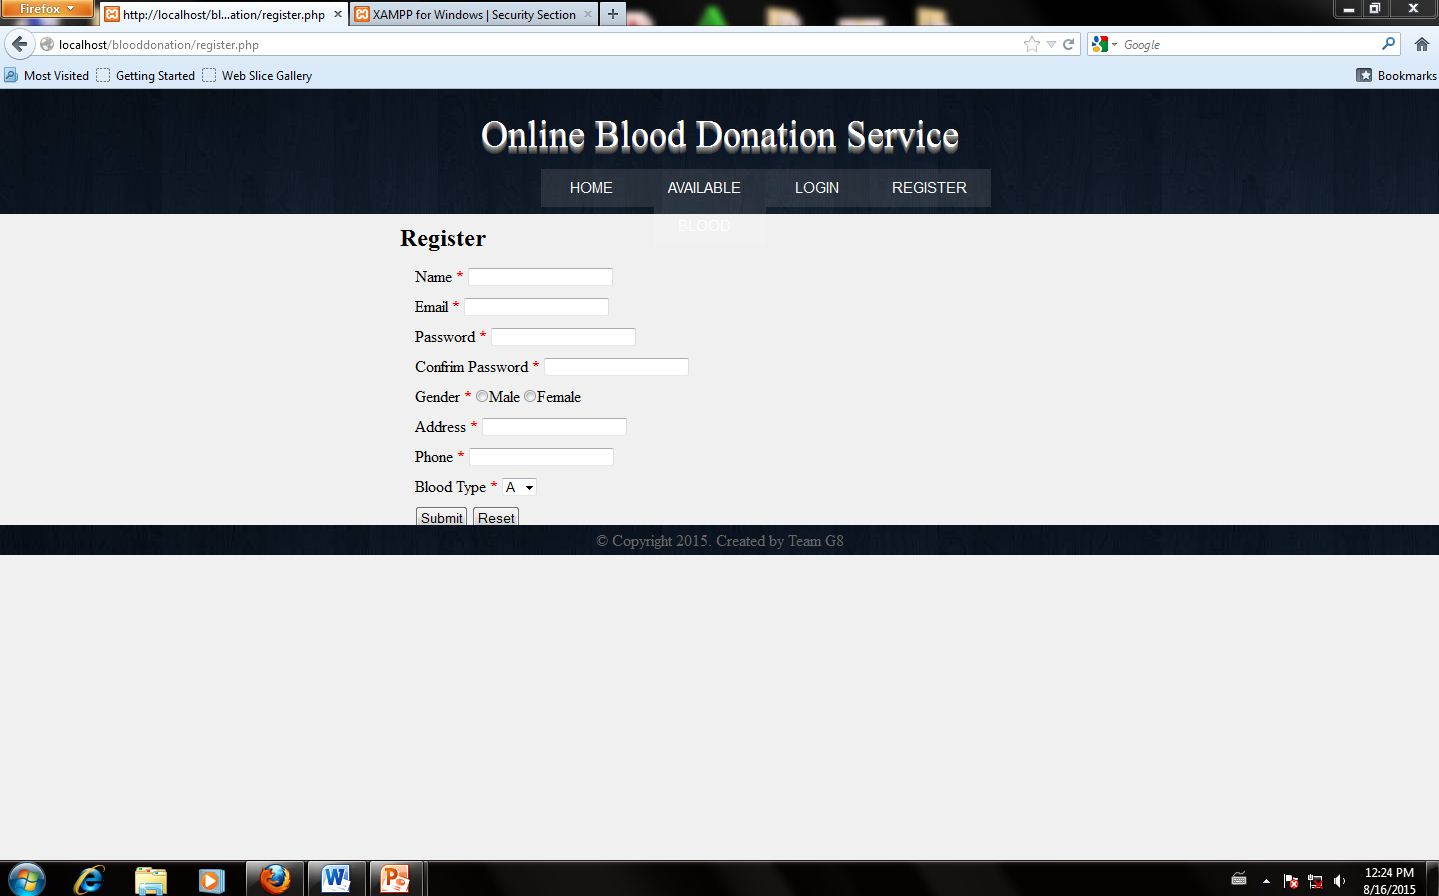 Firefox
http://localhost/bl...ation/register.php
XAMPP for Windows | Security Section
localhost/blooddonation/register.php
Google
Most Visited
Getting Started
Web Slice Gallery
Bookmarks
Online Blood Donation Service
HOME
AVAILABLE
LOGIN
REGISTER
BLOOD
Register
Name *
Email *
Password *
Confrim Password *
Gender * Male Female
Address *
Phone *
Blood Type * A
Submit Reset
© Copyright 2015. Created by Team G8
12:24 PM
8/16/2015